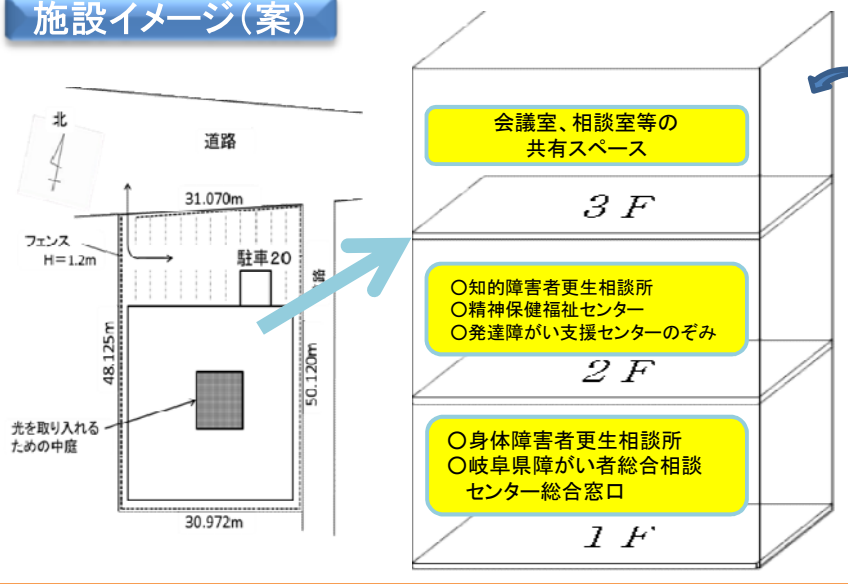 施設イメージ（案）
北
道路
31.070m
フェンス
H＝1.2m
駐車20
路
48.125m
50.120m
光を取り入れる
ための中庭
30.972m
会議室、相談室等の
共有スペース
3F
〇知的障害者更生相談所
〇精神保健福祉センター
〇発達障がい支援センターのぞみ
2F
〇身体障害者更生相談所
〇岐阜県障がい者総合相談
センター総合窓口
1F